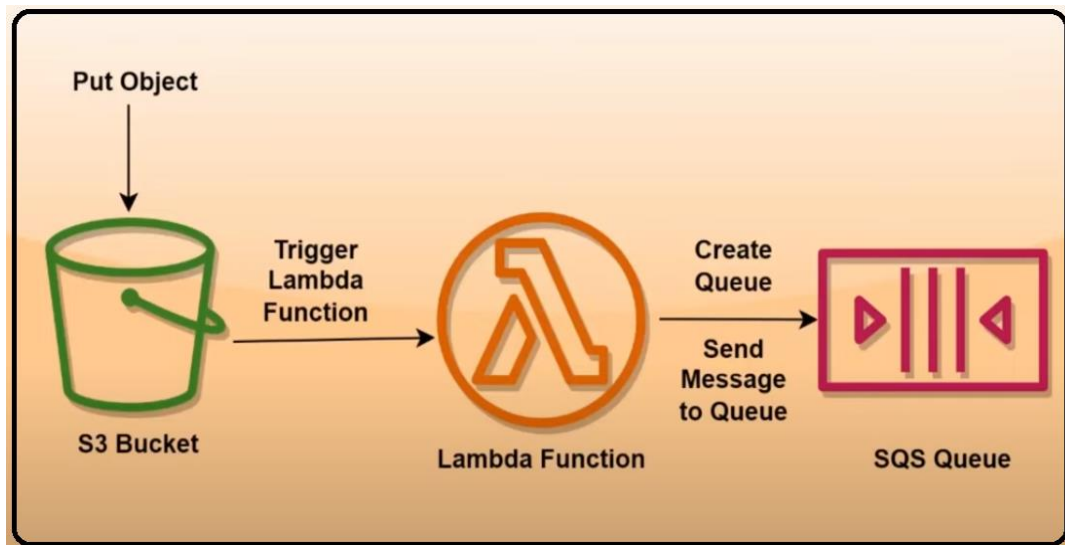 Put Object
Trigger
Lambda
Function
Create
Queue
Send
Message
to Queue
S3 Bucket
Lambda Function
SQS Queue